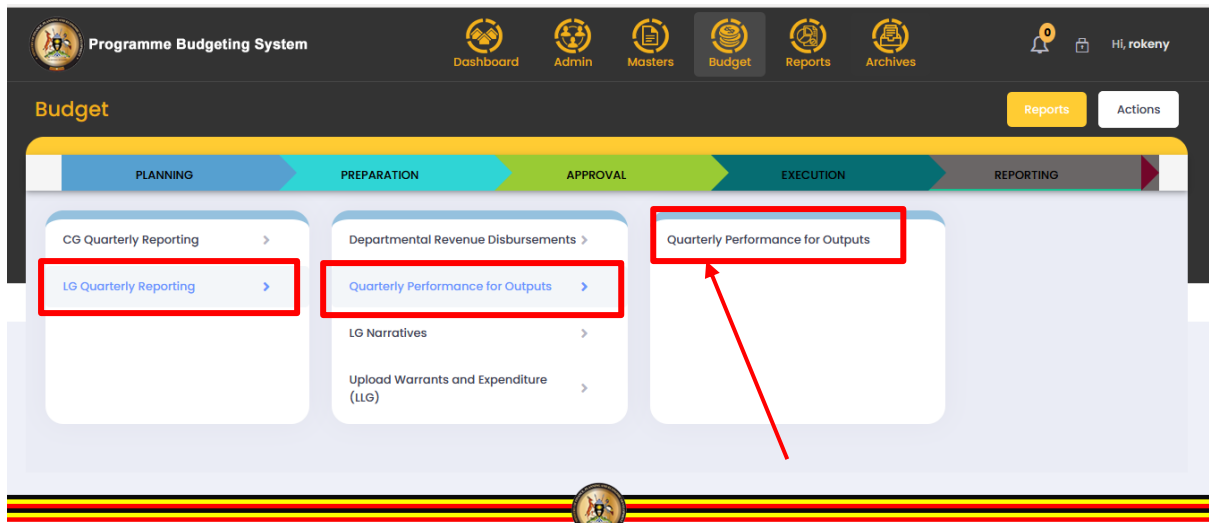 Programme Budgeting System
Dashboard
Admin
Masters
Budget
Reports
Archives
0
Hi, rokeny
Budget
Reports
Actions
PLANNING
PREPARATION
APPROVAL
EXECUTION
REPORTING
CG Quarterly Reporting
LG Quarterly Reporting
Departmental Revenue Disbursements
Quarterly Performance for Outputs
LG Narratives
Upload Warrants and Expenditure
(LLG)
Quarterly Performance for Outputs